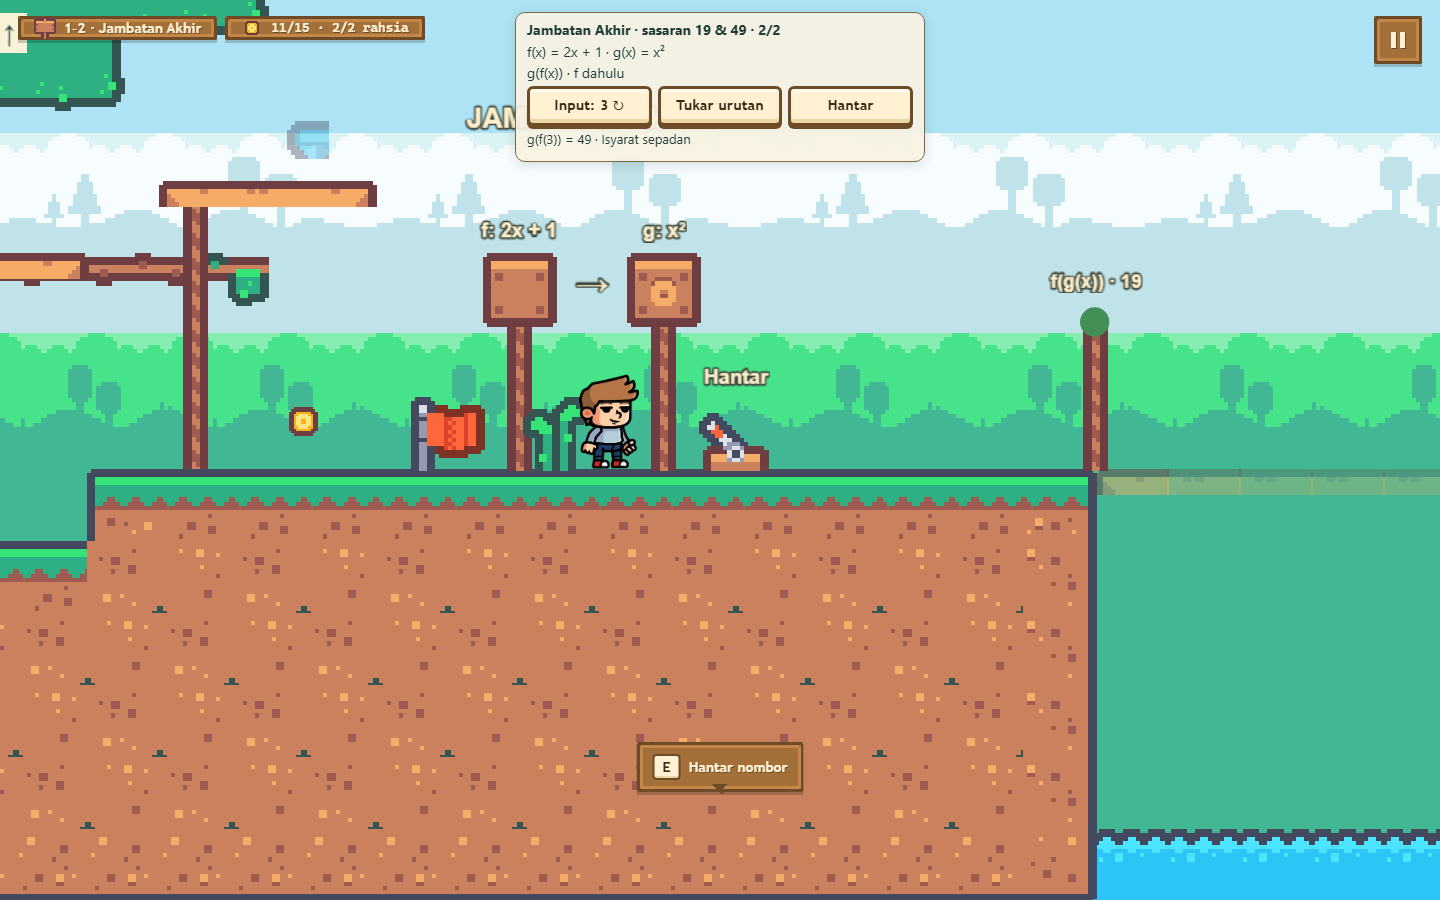 1-2 · Jambatan Akhir
11/15 · 2/2 rahsia
Jambatan Akhir · sasaran 19 & 49 · 2/2
f(x) = 2x + 1 · g(x) = x²
g(f(x)) · f dahulu
Input: 3 ↻
Tukar urutan
Hantar
g(f(3)) = 49 · Isyarat sepadan
f: 2x + 1
→
g: x²
f(g(x)) · 19
Hantar
E Hantar nombor